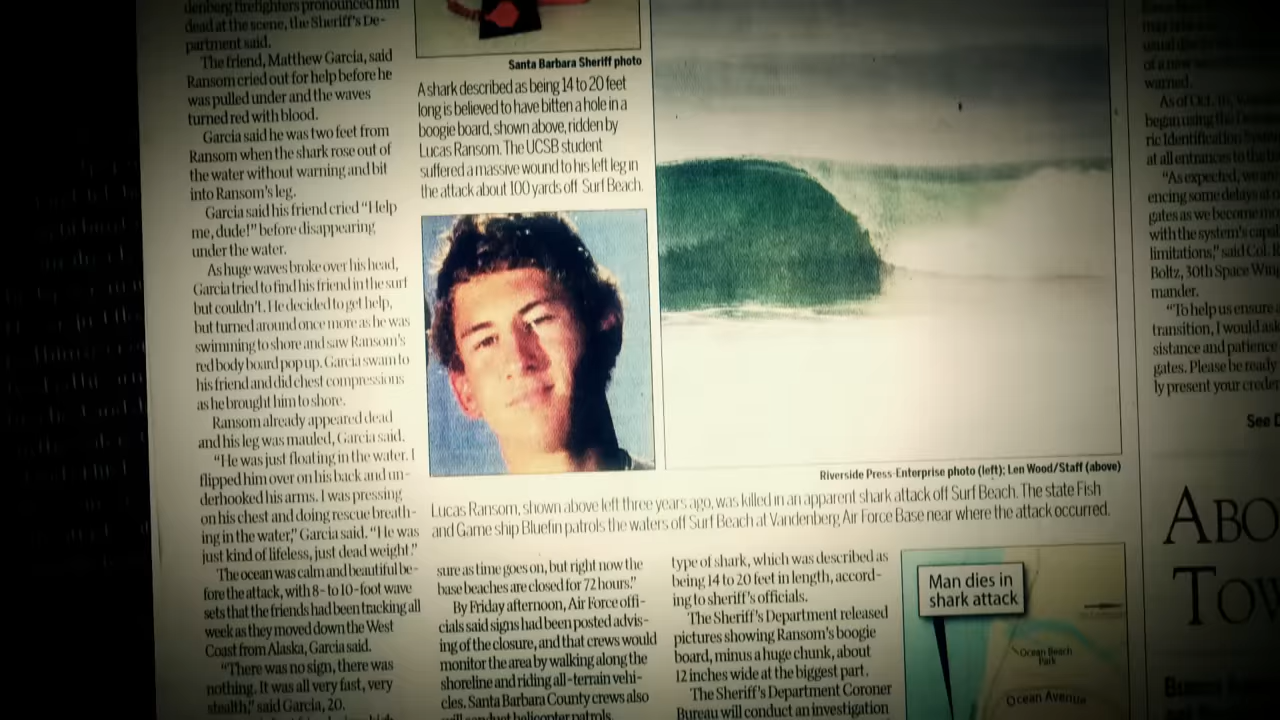 denberg firefighters pronounced him
dead at the scene, the Sheriff's De-
partment said.
The friend, Matthew Garcia, said
Ransom cried out for help before he
was pulled under and the waves
turned red with blood.
Garcia said he was two feet from
Ransom when the shark rose out of
the water without warning and bit
into Ransom's leg.
Garcia said his friend cried "Help
me, dude!" before disappearing
under the water.
As huge waves broke over his head,
Garcia tried to find his friend in the surf
but couldn't. He decided to get help,
but turned around once more as he was
swimming to shore and saw Ransom's
red body board pop up. Garcia swam to
his friend and did chest compressions
as he brought him to shore.
Ransom already appeared dead
and his leg was mauled, Garcia said.
"He was just floating in the water. I
flipped him over on his back and un-
derhooked his arms. I was pressing
on his chest and doing rescue breath-
ing in the water," Garcia said. "He was
just kind of lifeless, just dead weight."
The ocean was calm and beautiful be-
fore the attack, with 8- to 10-foot wave
sets that the friends had been tracking all
week as they moved down the West
Coast from Alaska, Garcia said.
"There was no sign, there was
nothing. It was all very fast, very
stealth," said Garcia, 20.
Santa Barbara Sheriff photo
A shark described as being 14 to 20 feet
long is believed to have bitten a hole in a
boogie board, shown above, ridden by
Lucas Ransom. The UCSB student
suffered a massive wound to his left leg in
the attack about 100 yards off Surf Beach.
Riverside Press-Enterprise photo (left); Len Wood/Staff (above)
Lucas Ransom, shown above left three years ago, was killed in an apparent shark attack off Surf Beach. The state Fish
and Game ship Bluefin patrols the waters off Surf Beach at Vandenberg Air Force Base near where the attack occurred.
sure as time goes on, but right now the
base beaches are closed for 72 hours."
By Friday afternoon, Air Force offi-
cials said signs had been posted advis-
ing of the closure, and that crews would
monitor the area by walking along the
shoreline and riding all-terrain vehi-
cles. Santa Barbara County crews also
will conduct helicopter patrols.
type of shark, which was described as
being 14 to 20 feet in length, accord-
ing to sheriff's officials.
The Sheriff's Department released
pictures showing Ransom's boogie
board, minus a huge chunk, about
12 inches wide at the biggest part.
The Sheriff's Department Coroner
Bureau will conduct an investigation
Man dies in
shark attack
Ocean Beach
Park
Ocean Avenue
of a new
warned.
As of Oct.
began using the
ric Identification
at all entrances to the
"As expected, we
encing some delays at
gates as we become
with the system's
limitations," said Col.
Boltz, 30th Space
mander.
"To help us ensure
transition, I would
sistance and patience
gates. Please be ready
ly present your
See
ABO
TOW